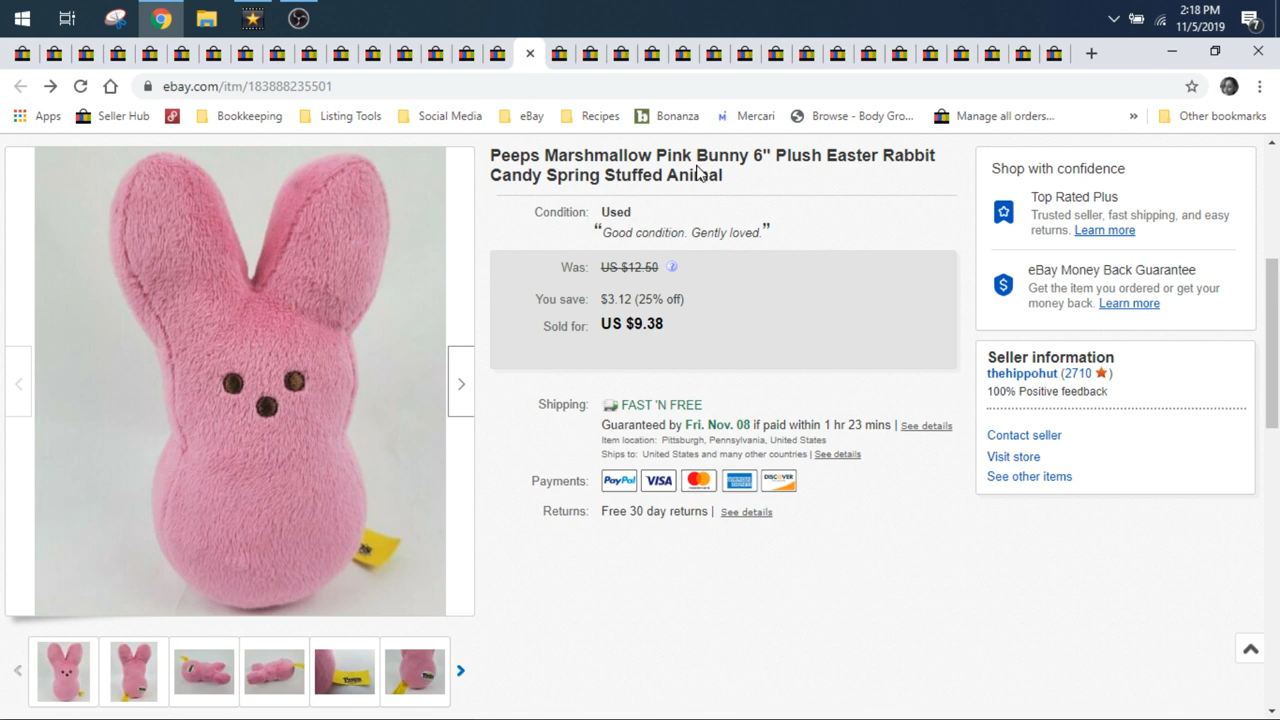 2:18 PM
11/5/2019
7
ebay.com/itm/183888235501
Apps
Seller Hub
Bookkeeping
Listing Tools
Social Media
eBay
Recipes
Bonanza
Mercari
Browse - Body Gro...
Manage all orders...
»
Other bookmarks
Peeps Marshmallow Pink Bunny 6" Plush Easter Rabbit
Candy Spring Stuffed Animal
Condition: Used
“Good condition. Gently loved.”
Was: US $12.50
You save: $3.12 (25% off)
Sold for: US $9.38
Shipping: FAST 'N FREE
Guaranteed by Fri. Nov. 08 if paid within 1 hr 23 mins | See details
Item location: Pittsburgh, Pennsylvania, United States
Ships to: United States and many other countries | See details
Payments: PayPal VISA MasterCard AMERICAN EXPRESS DISCOVER
Returns: Free 30 day returns | See details
Shop with confidence
Top Rated Plus
Trusted seller, fast shipping, and easy
returns. Learn more
eBay Money Back Guarantee
Get the item you ordered or get your
money back. Learn more
Seller information
thehippohut (2710 ★)
100% Positive feedback
Contact seller
Visit store
See other items
Peeps